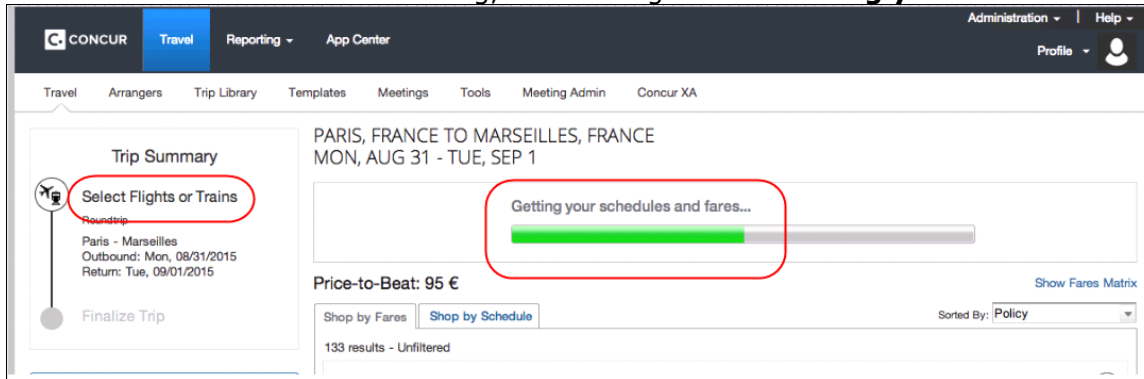 Administration | Help
C. CONCUR Travel Reporting App Center
Profile
Travel Arrangers Trip Library Templates Meetings Tools Meeting Admin Concur XA
Trip Summary
Select Flights or Trains
Roundtrip
Paris - Marseilles
Outbound: Mon, 08/31/2015
Return: Tue, 09/01/2015
Finalize Trip
PARIS, FRANCE TO MARSEILLES, FRANCE
MON, AUG 31 - TUE, SEP 1
Getting your schedules and fares...
Price-to-Beat: 95 €
Show Fares Matrix
Shop by Fares Shop by Schedule
Sorted By: Policy
133 results - Unfiltered